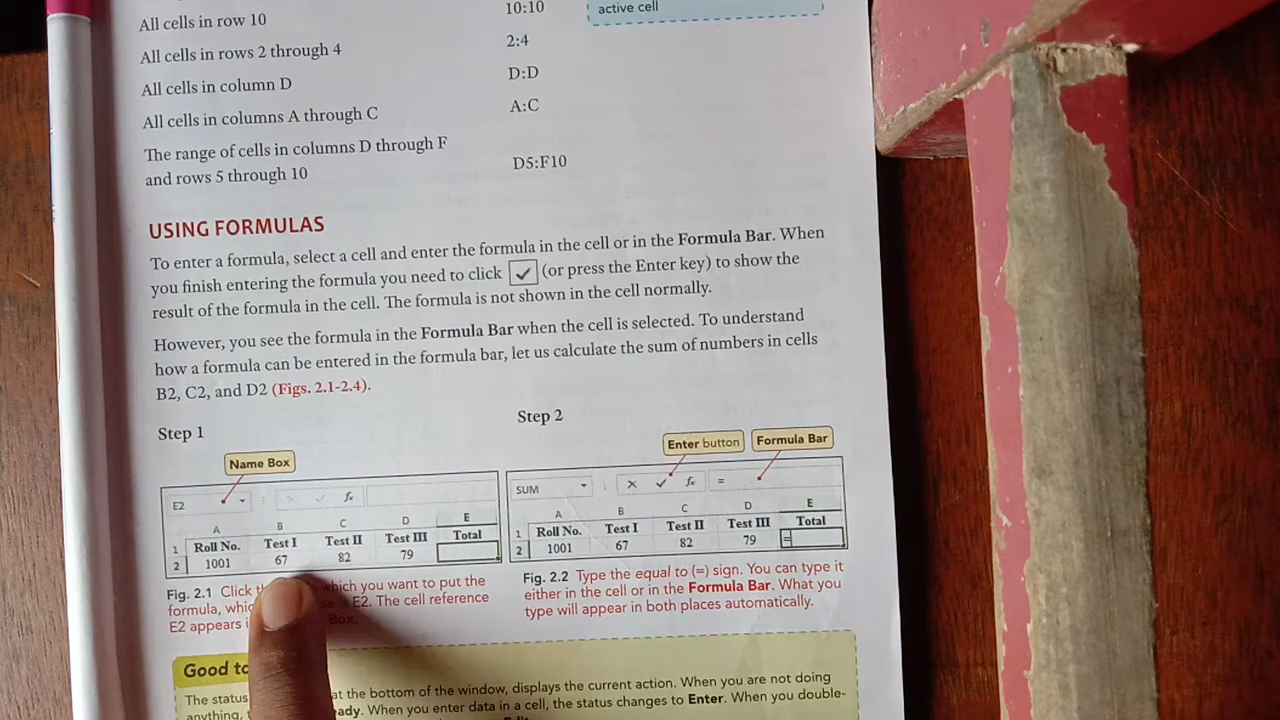 All cells in row 10 10:10
active cell
All cells in rows 2 through 4 2:4
All cells in column D D:D
All cells in columns A through C A:C
The range of cells in columns D through F
and rows 5 through 10 D5:F10
USING FORMULAS
To enter a formula, select a cell and enter the formula in the cell or in the Formula Bar. When
you finish entering the formula you need to click ✓ (or press the Enter key) to show the
result of the formula in the cell. The formula is not shown in the cell normally.
However, you see the formula in the Formula Bar when the cell is selected. To understand
how a formula can be entered in the formula bar, let us calculate the sum of numbers in cells
B2, C2, and D2 (Figs. 2.1-2.4).
Step 1
Name Box
E2 fx
A B C D E
1 Roll No. Test I Test II Test III Total
2 1001 67 82 79
Fig. 2.1 Click which you want to put the
formula, E2. The cell reference
E2 appears Box.
Step 2
Enter button Formula Bar
SUM × ✓ fx =
A B C D E
1 Roll No. Test I Test II Test III Total
2 1001 67 82 79 =
Fig. 2.2 Type the equal to (=) sign. You can type it
either in the cell or in the Formula Bar. What you
type will appear in both places automatically.
Good
The status at the bottom of the window, displays the current action. When you are not doing
anything, When you enter data in a cell, the status changes to Enter. When you double-